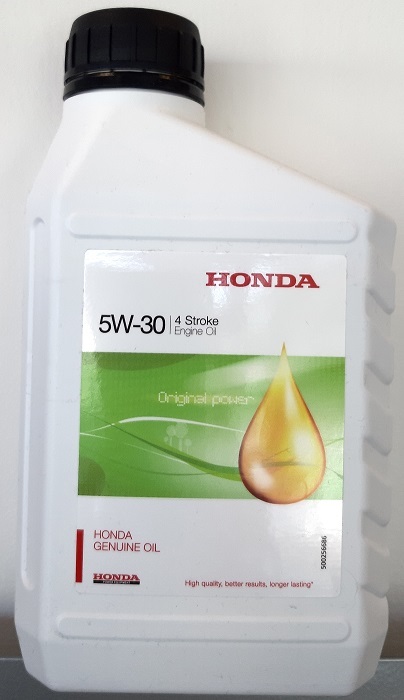 HONDA
5W-30
4 Stroke
Engine Oil
Original power
HONDA
GENUINE OIL
HONDA
High quality, better results, longer lasting*
500256686